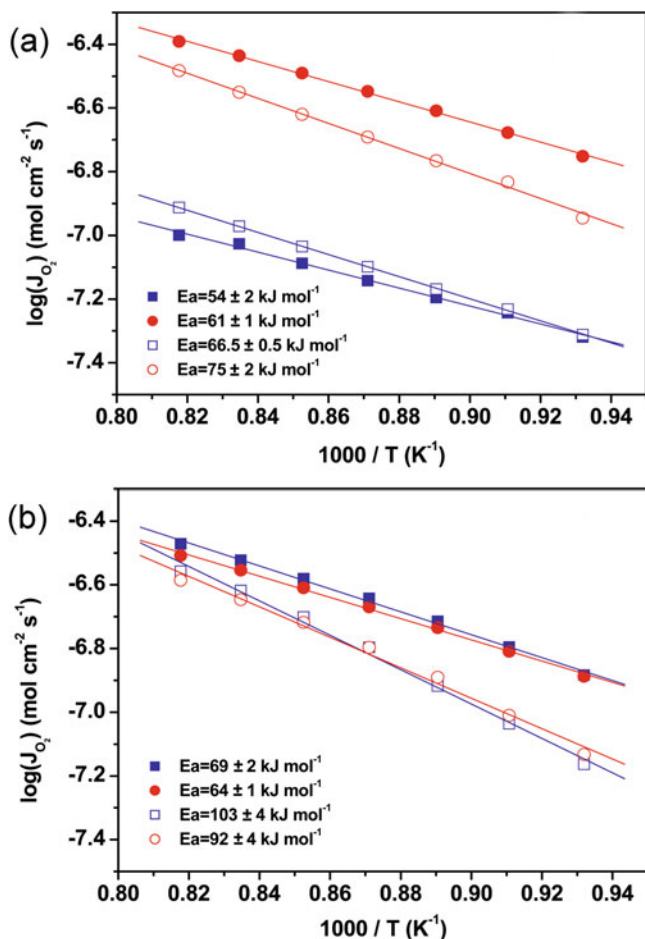 (a)
-6.4
-6.6
-6.8
-7.0
-7.2
-7.4
log(J_O₂) (mol cm⁻² s⁻¹)
Ea=54 ± 2 kJ mol⁻¹
Ea=61 ± 1 kJ mol⁻¹
Ea=66.5 ± 0.5 kJ mol⁻¹
Ea=75 ± 2 kJ mol⁻¹
0.80 0.82 0.84 0.86 0.88 0.90 0.92 0.94
1000 / T (K⁻¹)
(b)
-6.4
-6.6
-6.8
-7.0
-7.2
-7.4
log(J_O₂) (mol cm⁻² s⁻¹)
Ea=69 ± 2 kJ mol⁻¹
Ea=64 ± 1 kJ mol⁻¹
Ea=103 ± 4 kJ mol⁻¹
Ea=92 ± 4 kJ mol⁻¹
0.80 0.82 0.84 0.86 0.88 0.90 0.92 0.94
1000 / T (K⁻¹)